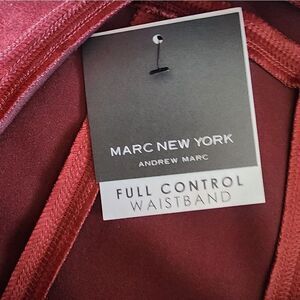 MARC NEW YORK
ANDREW MARC
FULL CONTROL
WAISTBAND